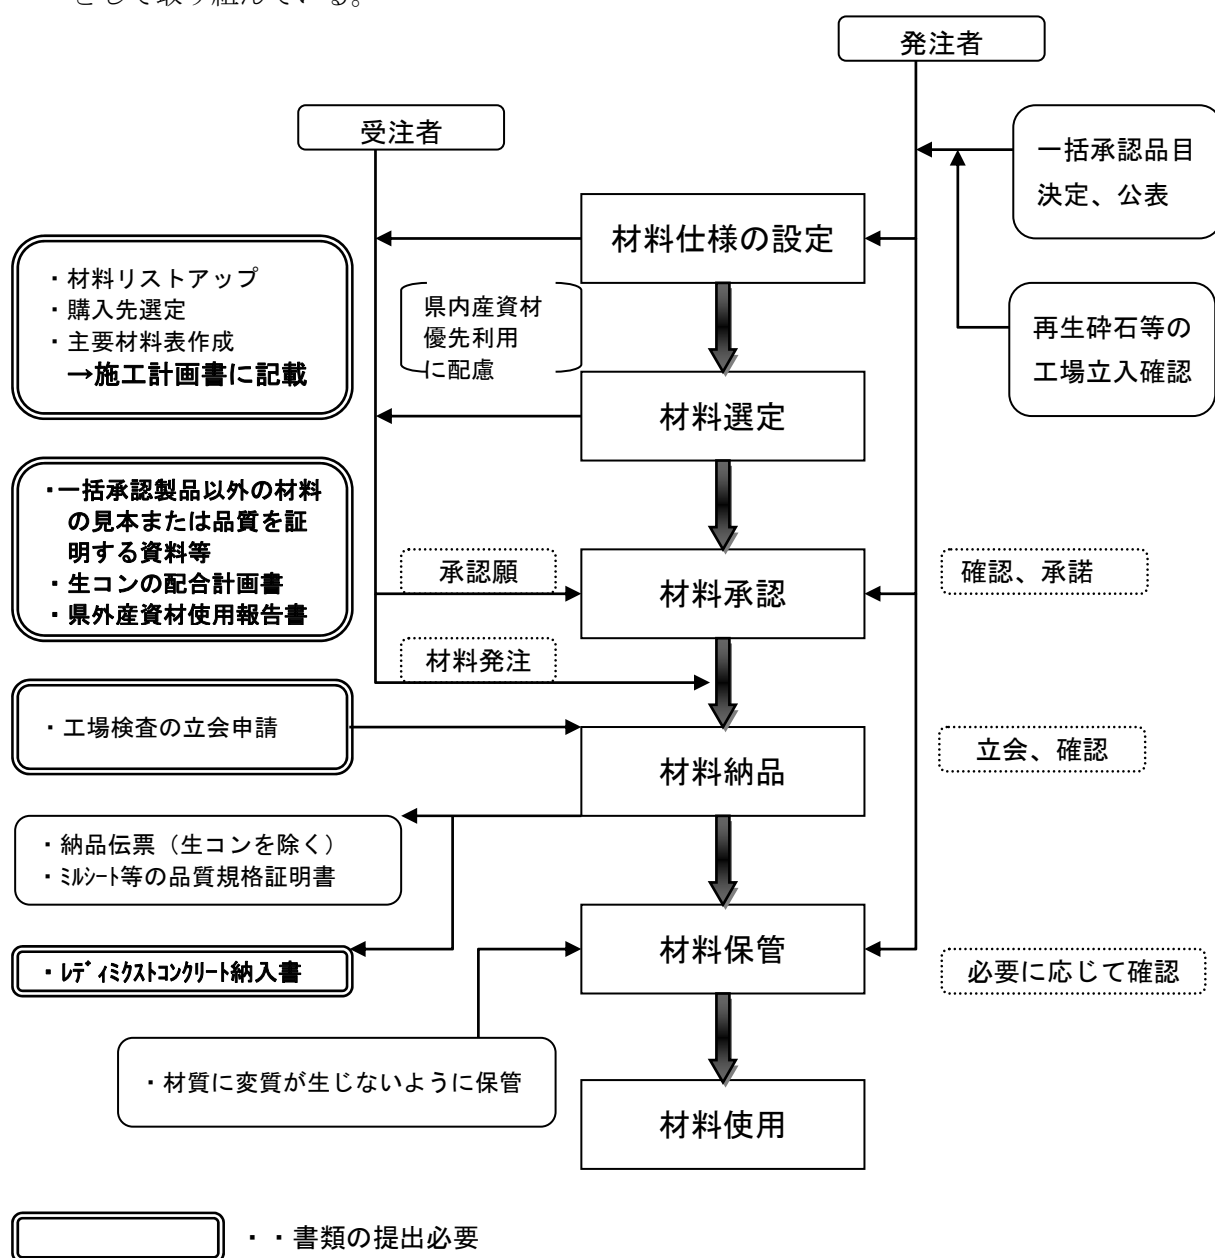 として取り組んでいる。
発注者
受注者
一括承認品目
決定、公表
材料仕様の設定
・材料リストアップ
・購入先選定
・主要材料表作成
→施工計画書に記載
県内産資材
優先利用
に配慮
再生砕石等の
工場立入確認
材料選定
・一括承認製品以外の材料
の見本または品質を証
明する資料等
・生コンの配合計画書
・県外産資材使用報告書
承認願
材料承認
確認、承諾
材料発注
・工場検査の立会申請
材料納品
立会、確認
・納品伝票（生コンを除く）
・ﾐﾙｼｰﾄ等の品質規格証明書
・ﾚﾃﾞｨﾐｸｽﾄｺﾝｸﾘｰﾄ納入書
材料保管
必要に応じて確認
・材質に変質が生じないように保管
材料使用
・・書類の提出必要